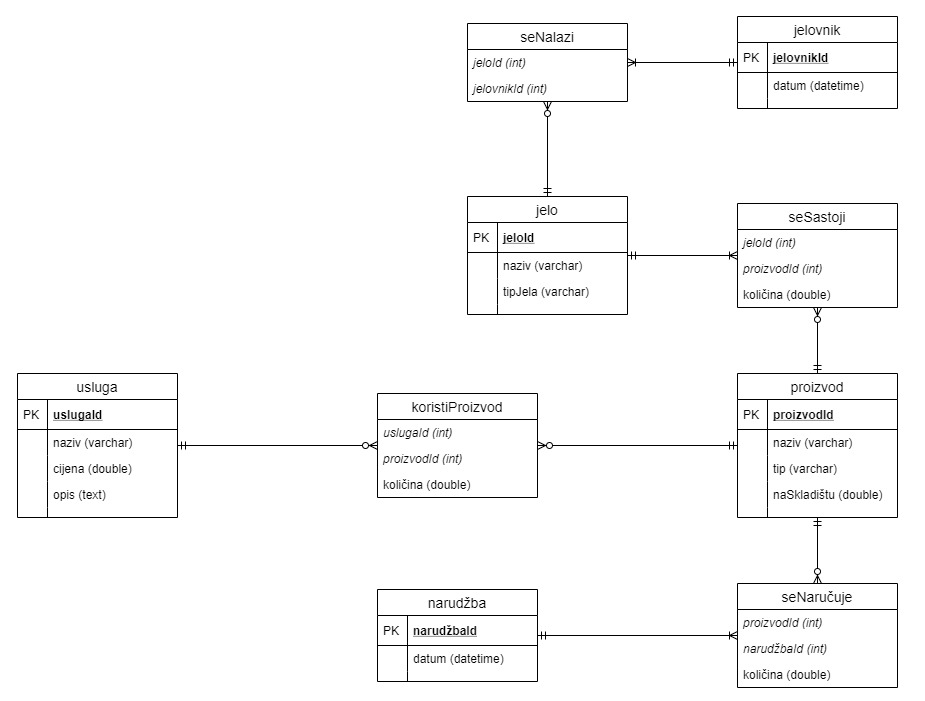 seNalazi
jeloId (int)
jelovnikId (int)
jelovnik
PK jelovnikId
datum (datetime)
jelo
PK jeloId
naziv (varchar)
tipJela (varchar)
seSastoji
jeloId (int)
proizvodId (int)
količina (double)
usluga
PK uslugaId
naziv (varchar)
cijena (double)
opis (text)
koristiProizvod
uslugaId (int)
proizvodId (int)
količina (double)
proizvod
PK proizvodId
naziv (varchar)
tip (varchar)
naSkladištu (double)
narudžba
PK narudžbaId
datum (datetime)
seNaručuje
proizvodId (int)
narudžbaId (int)
količina (double)